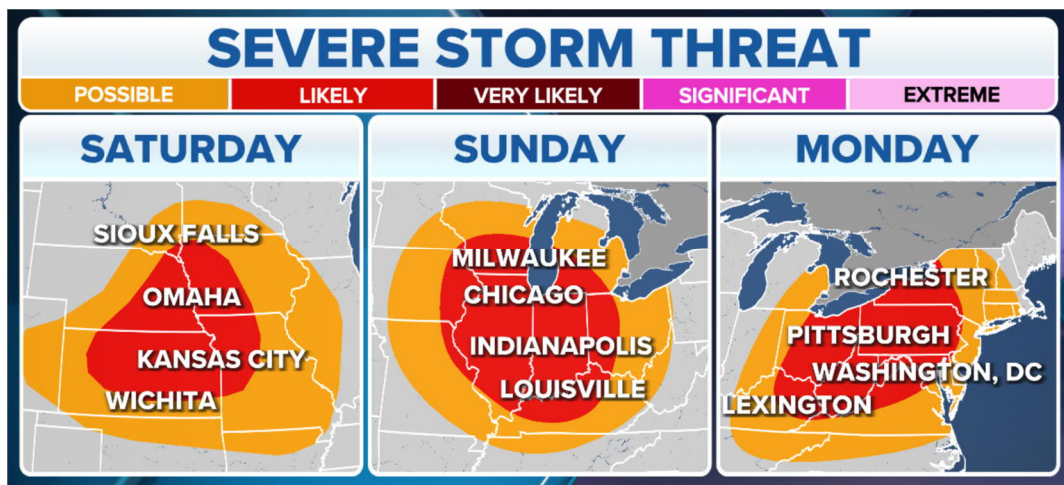 SEVERE STORM THREAT
POSSIBLE LIKELY VERY LIKELY SIGNIFICANT EXTREME
SATURDAY
SIOUX FALLS
OMAHA
KANSAS CITY
WICHITA
SUNDAY
MILWAUKEE
CHICAGO
INDIANAPOLIS
LOUISVILLE
MONDAY
ROCHESTER
PITTSBURGH
WASHINGTON, DC
LEXINGTON